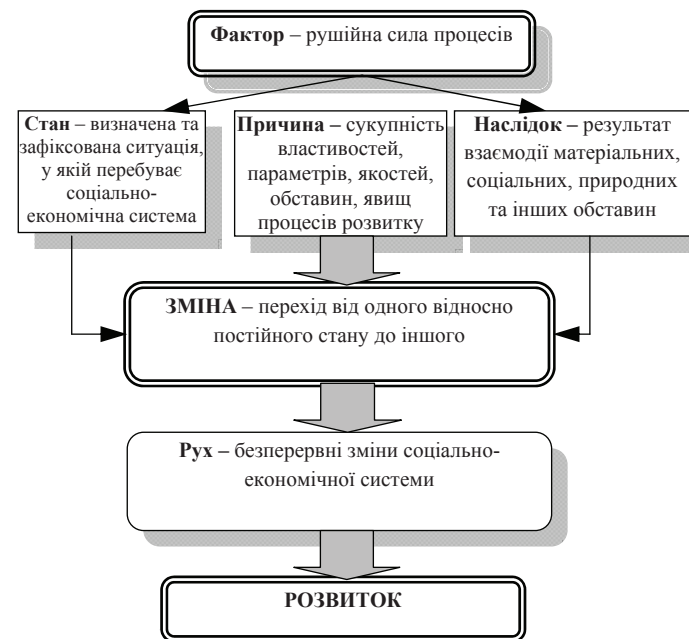 Фактор – рушійна сила процесів
Стан – визначена та
зафіксована ситуація,
у якій перебуває
соціально-
економічна система
Причина – сукупність
властивостей,
параметрів, якостей,
обставин, явищ
процесів розвитку
Наслідок – результат
взаємодії матеріальних,
соціальних, природних
та інших обставин
ЗМІНА – перехід від одного відносно
постійного стану до іншого
Рух – безперервні зміни соціально-
економічної системи
РОЗВИТОК